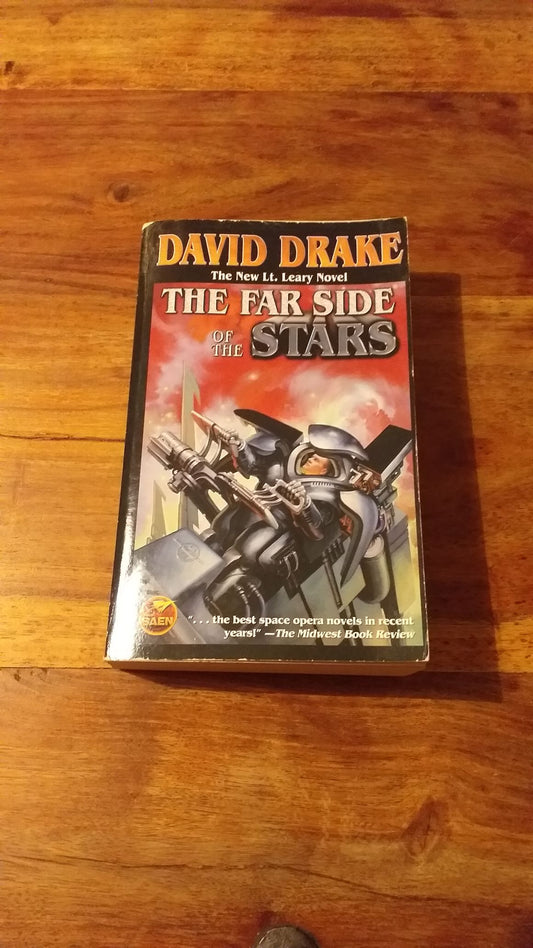 DAVID DRAKE
The New Lt. Leary Novel
THE FAR SIDE
OF THE STARS
BAEN
"... the best space opera novels in recent
years!" —The Midwest Book Review